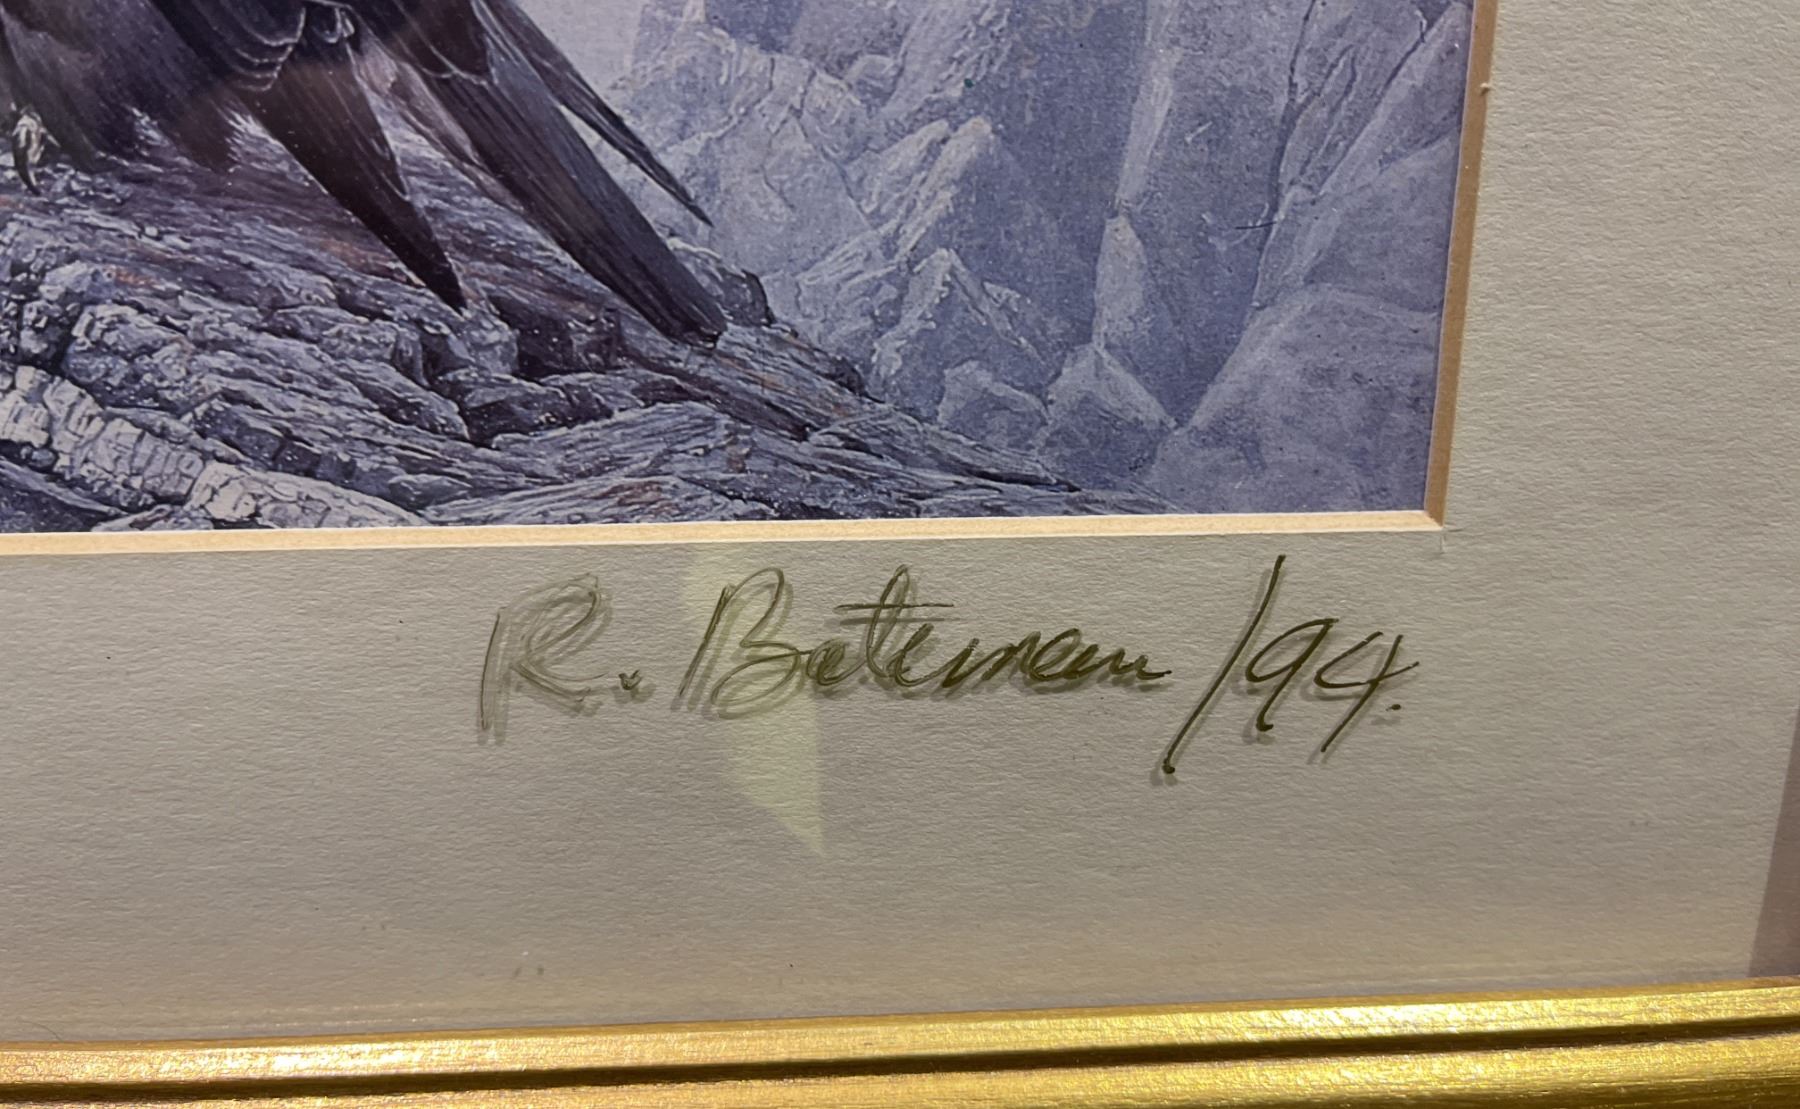 R. Bateman /94.